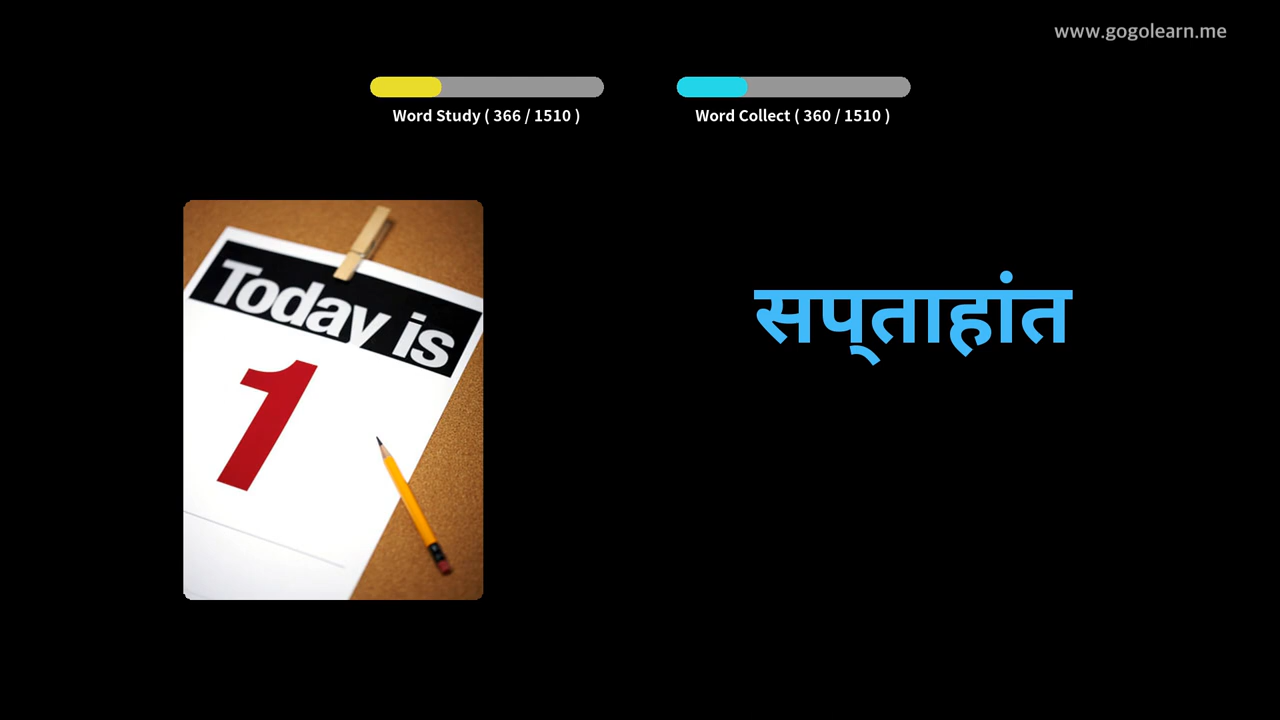 www.gogolearn.me
Word Study ( 366 / 1510 )
Word Collect ( 360 / 1510 )
Today is
1
सप्ताहांत